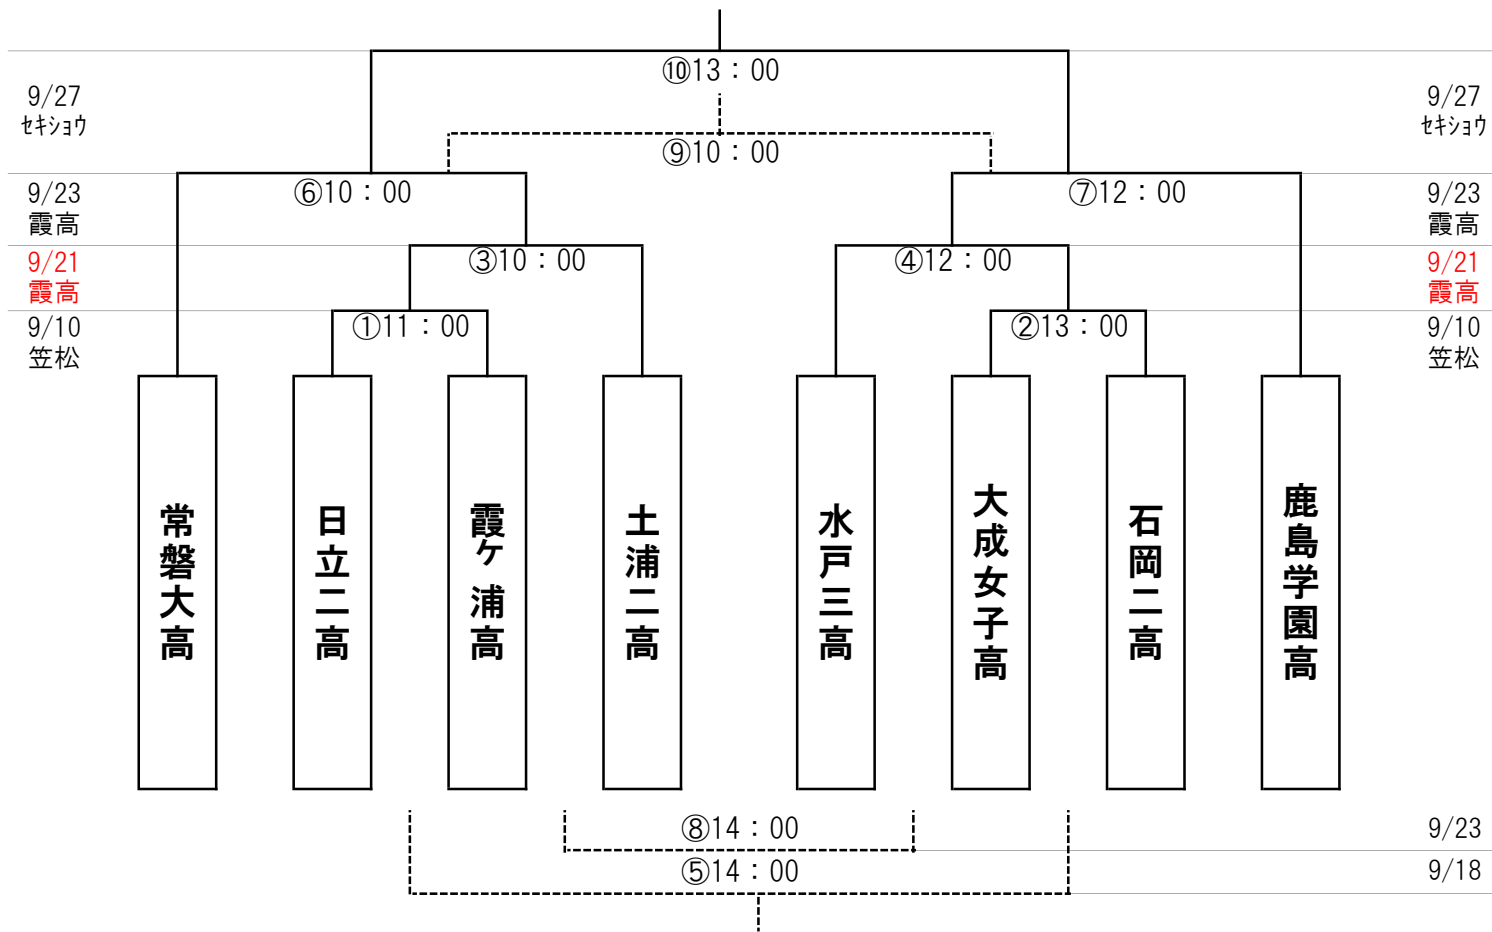 ⑩13：00
9/27
ｾｷｼｮｳ
9/27
ｾｷｼｮｳ
⑨10：00
9/23
霞高
⑥10：00
⑦12：00
9/23
霞高
9/21
霞高
③10：00
④12：00
9/21
霞高
9/10
笠松
①11：00
②13：00
9/10
笠松
常磐大高
日立二高
霞ケ浦高
土浦二高
水戸三高
大成女子高
石岡二高
鹿島学園高
⑧14：00
9/23
⑤14：00
9/18